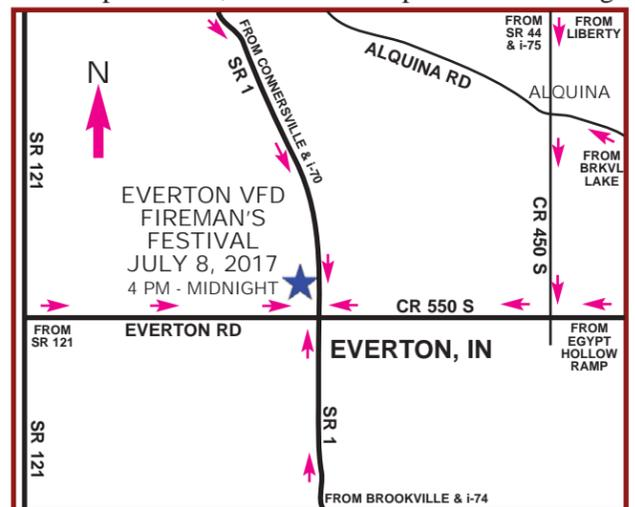 FROM
SR 44
& i-75
FROM
LIBERTY
N
SR 1
FROM CONNERSVILLE & i-70
ALQUINA RD
ALQUINA
SR 121
FROM
BRKVL
LAKE
CR 450 S
EVERTON VFD
FIREMAN'S
FESTIVAL
JULY 8, 2017
4 PM - MIDNIGHT
CR 550 S
FROM
SR 121
EVERTON RD
EVERTON, IN
FROM
EGYPT
HOLLOW
RAMP
SR 121
SR 1
FROM BROOKVILLE & i-74